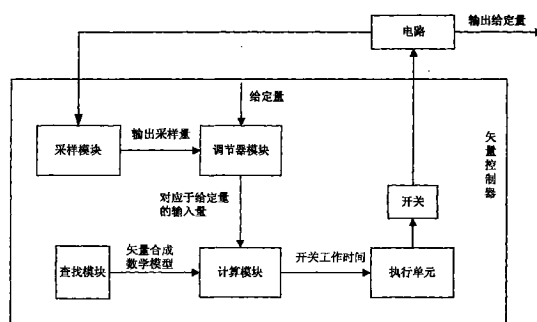 电路
输出给定量
给定量
采样模块
输出采样量
调节器模块
矢量控制器
对应于给定量
的输入量
开关
查找模块
矢量合成
数学模型
计算模块
开关工作时间
执行单元